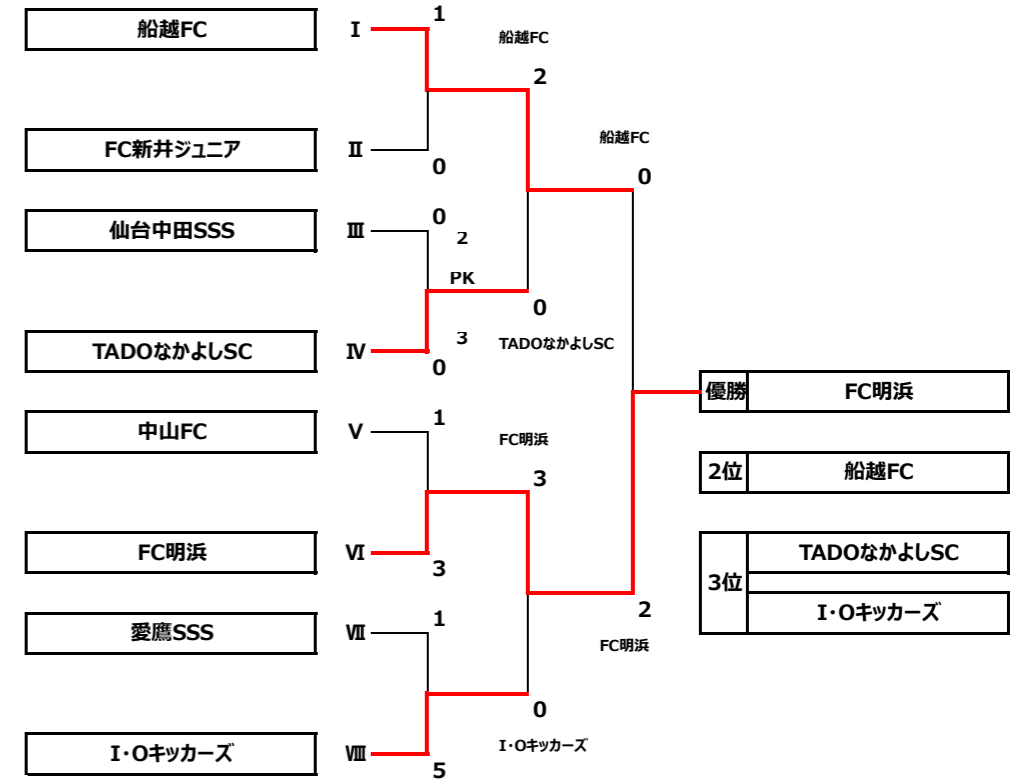 船越FC
Ⅰ
1
船越FC
2
FC新井ジュニア
Ⅱ
0
船越FC
0
仙台中田SSS
Ⅲ
0
2
PK
TADOなかよしSC
Ⅳ
3
0
0
TADOなかよしSC
中山FC
Ⅴ
1
FC明浜
3
FC明浜
Ⅵ
3
愛鷹SSS
Ⅶ
1
2
FC明浜
I・Oキッカーズ
Ⅷ
5
0
I・Oキッカーズ
優勝
FC明浜
2位
船越FC
3位
TADOなかよしSC
I・Oキッカーズ